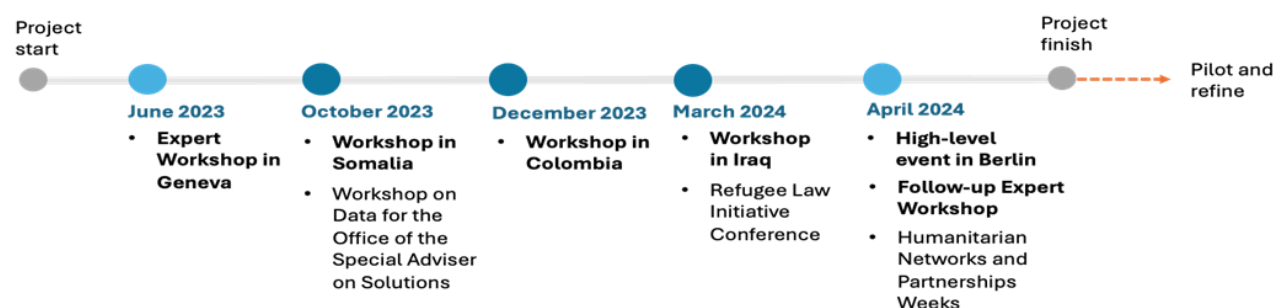 Project
start
June 2023
• Expert
Workshop in
Geneva
October 2023
• Workshop in
Somalia
• Workshop on
Data for the
Office of the
Special Adviser
on Solutions
December 2023
• Workshop in
Colombia
March 2024
• Workshop
in Iraq
• Refugee Law
Initiative
Conference
April 2024
• High-level
event in Berlin
• Follow-up Expert
Workshop
• Humanitarian
Networks and
Partnerships
Weeks
Project
finish
Pilot and
refine